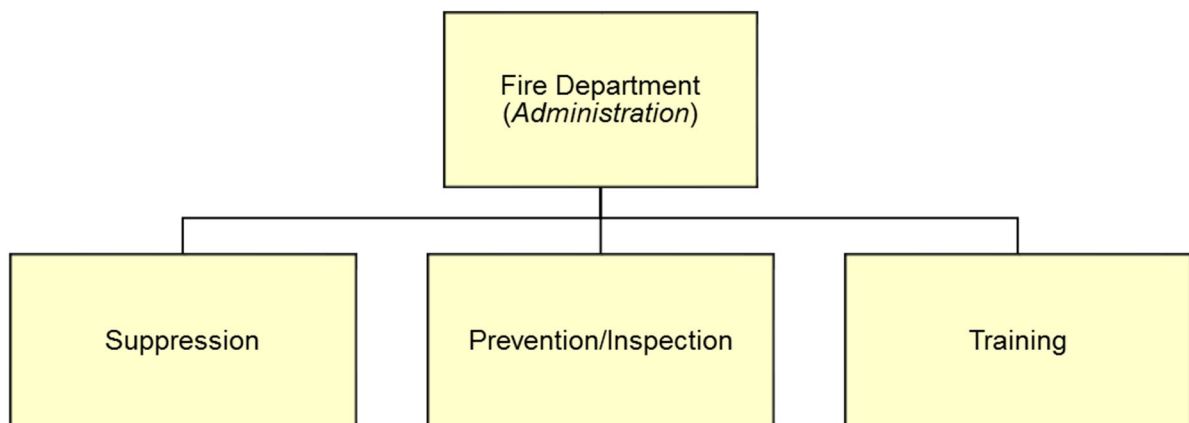 Fire Department
(Administration)
Suppression
Prevention/Inspection
Training